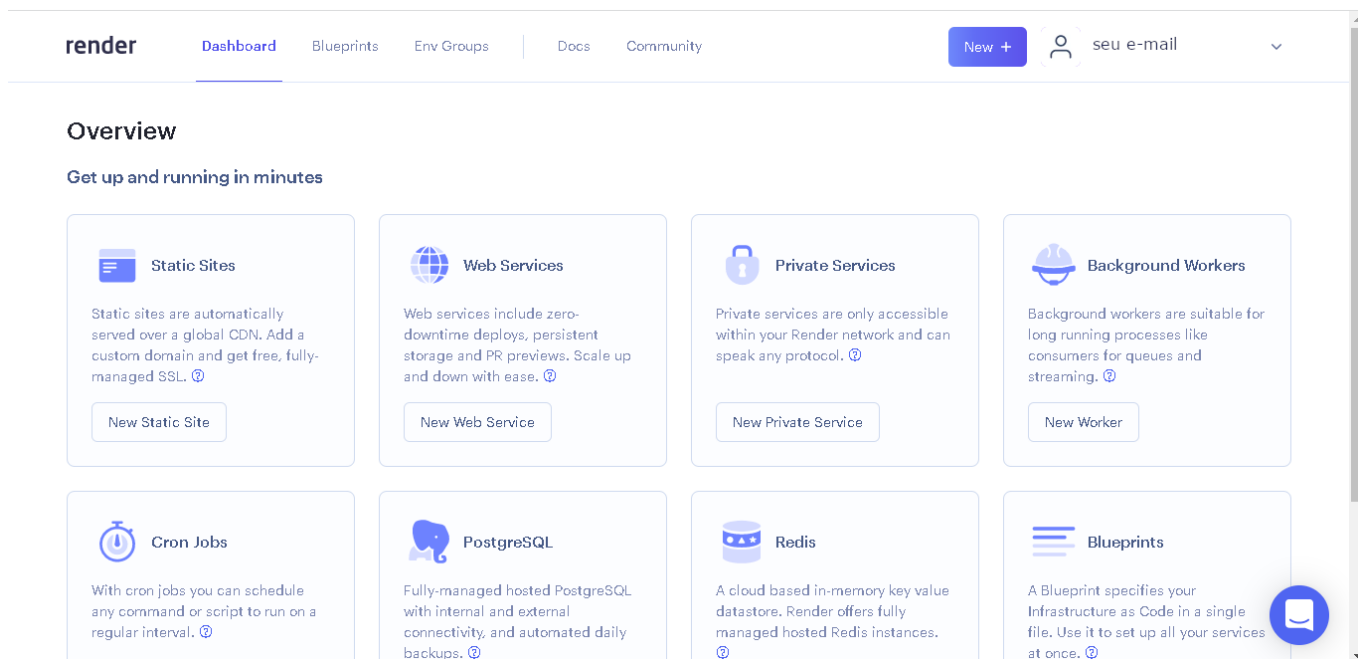 render
Dashboard
Blueprints
Env Groups
Docs
Community
New +
seu e-mail
Overview
Get up and running in minutes
Static Sites
Static sites are automatically
served over a global CDN. Add a
custom domain and get free, fully-
managed SSL.
New Static Site
Web Services
Web services include zero-
downtime deploys, persistent
storage and PR previews. Scale up
and down with ease.
New Web Service
Private Services
Private services are only accessible
within your Render network and can
speak any protocol.
New Private Service
Background Workers
Background workers are suitable for
long running processes like
consumers for queues and
streaming.
New Worker
Cron Jobs
With cron jobs you can schedule
any command or script to run on a
regular interval.
PostgreSQL
Fully-managed hosted PostgreSQL
with internal and external
connectivity, and automated daily
backups.
Redis
A cloud based in-memory key value
datastore. Render offers fully
managed hosted Redis instances.
Blueprints
A Blueprint specifies your
Infrastructure as Code in a single
file. Use it to set up all your services
at once.